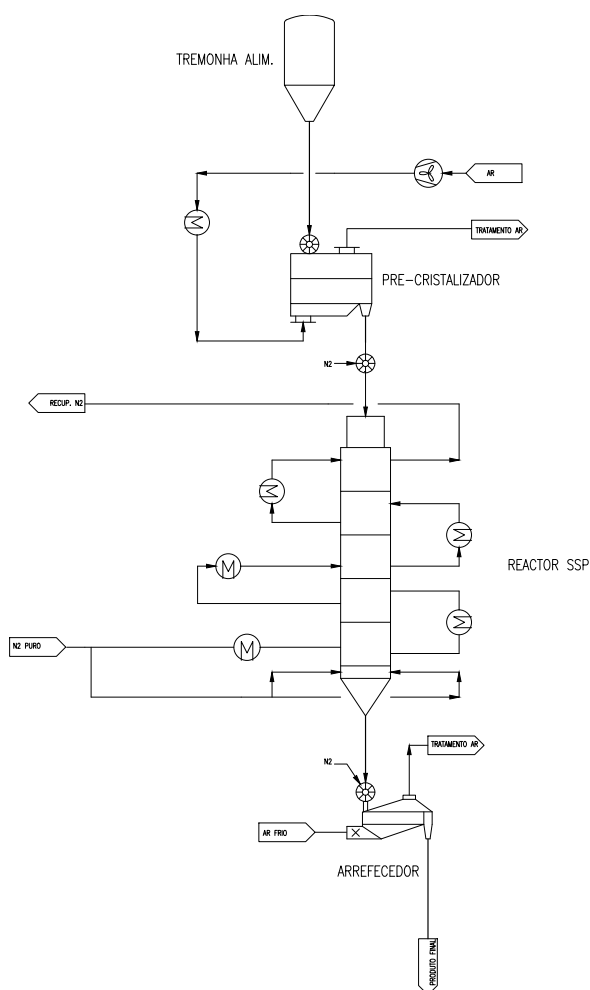 TREMONHA ALIM.
AR
TRATAMENTO AR
PRE-CRISTALIZADOR
N2
RECUP. N2
REACTOR SSP
N2 PURO
TRATAMENTO AR
N2
AR FRIO
ARREFECEDOR
PRODUTO FINAL